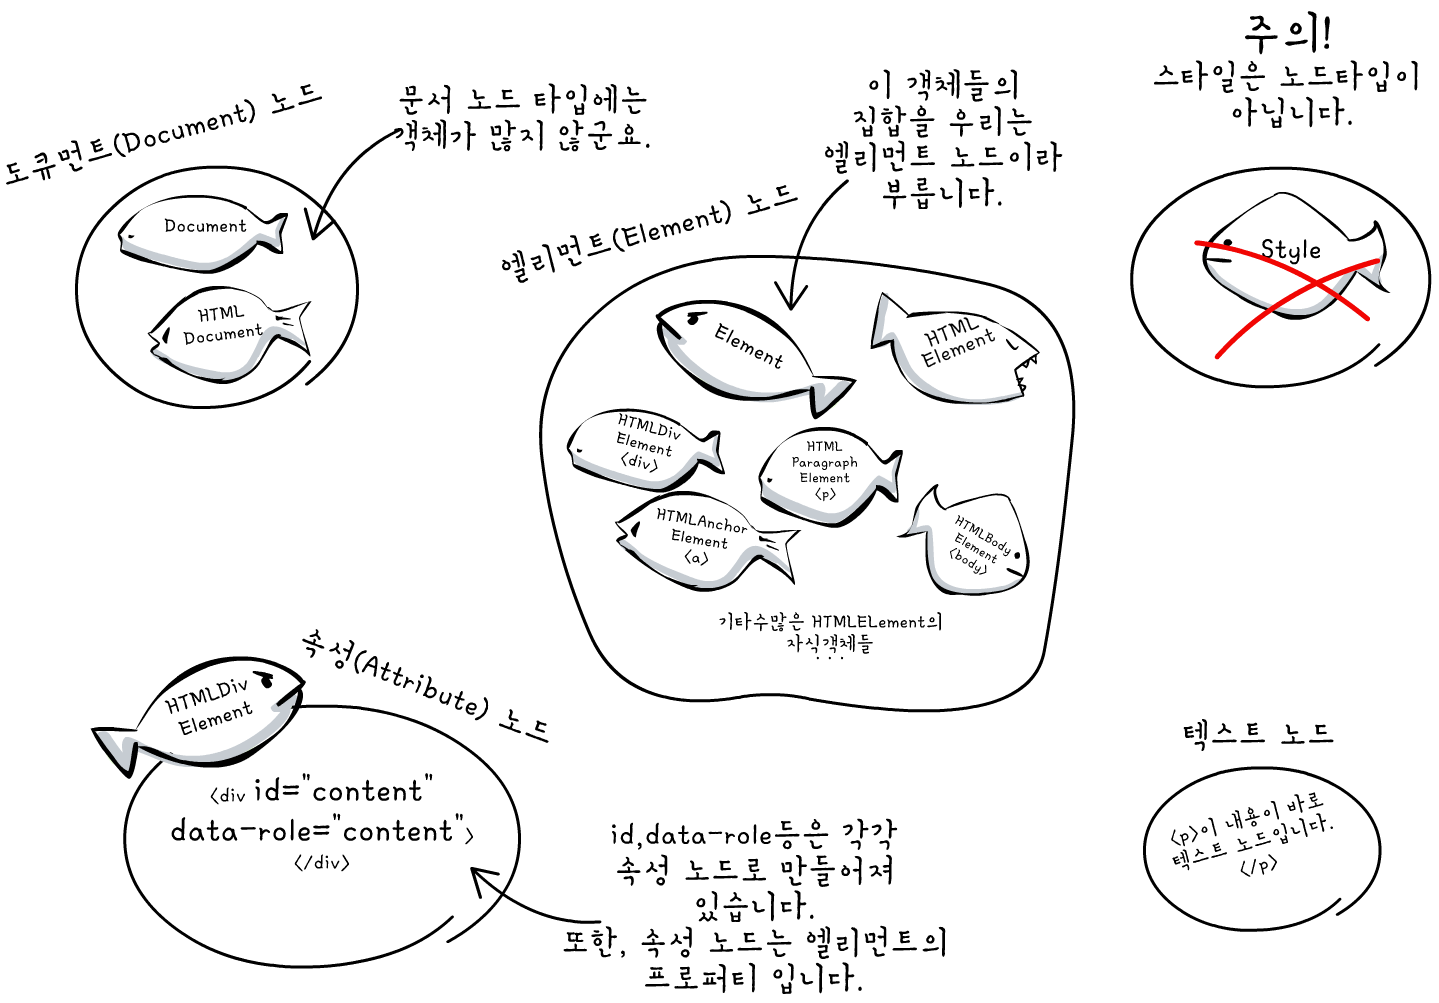 도큐먼트(Document) 노드
문서 노드 타입에는
객체가 많지 않군요.
Document
HTML
Document
이 객체들의
집합을 우리는
엘리먼트 노드이라
부릅니다.
엘리먼트(Element) 노드
Element
HTML
Element
HTMLDiv
Element
<div>
HTML
Paragraph
Element
<p>
HTMLAnchor
Element
<a>
HTMLBody
Element
<body>
기타수많은 HTMLELement의
자식객체들
...
주의!
스타일은 노드타입이
아닙니다.
Style
속성(Attribute) 노드
HTMLDiv
Element
<div id="content"
data-role="content">
</div>
id,data-role등은 각각
속성 노드로 만들어져
있습니다.
또한, 속성 노드는 엘리먼트의
프로퍼티 입니다.
텍스트 노드
<p>이 내용이 바로
텍스트 노드입니다.
</p>